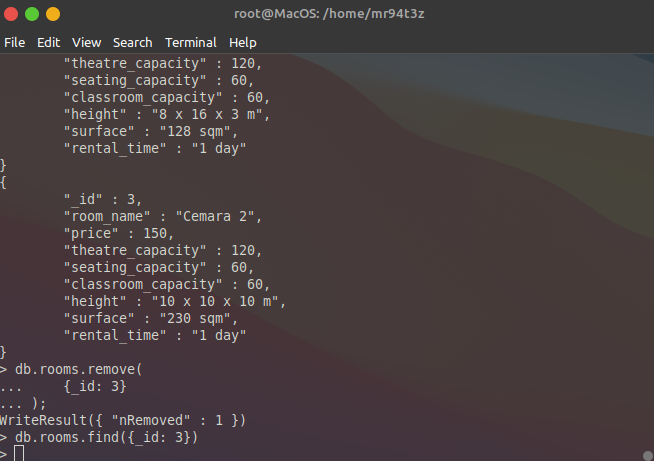 root@MacOS: /home/mr94t3z
File Edit View Search Terminal Help
"theatre_capacity" : 120,
"seating_capacity" : 60,
"classroom_capacity" : 60,
"height" : "8 x 16 x 3 m",
"surface" : "128 sqm",
"rental_time" : "1 day"
}
{
"_id" : 3,
"room_name" : "Cemara 2",
"price" : 150,
"theatre_capacity" : 120,
"seating_capacity" : 60,
"classroom_capacity" : 60,
"height" : "10 x 10 x 10 m",
"surface" : "230 sqm",
"rental_time" : "1 day"
}
> db.rooms.remove(
... {_id: 3}
... );
WriteResult({ "nRemoved" : 1 })
> db.rooms.find({_id: 3})
>